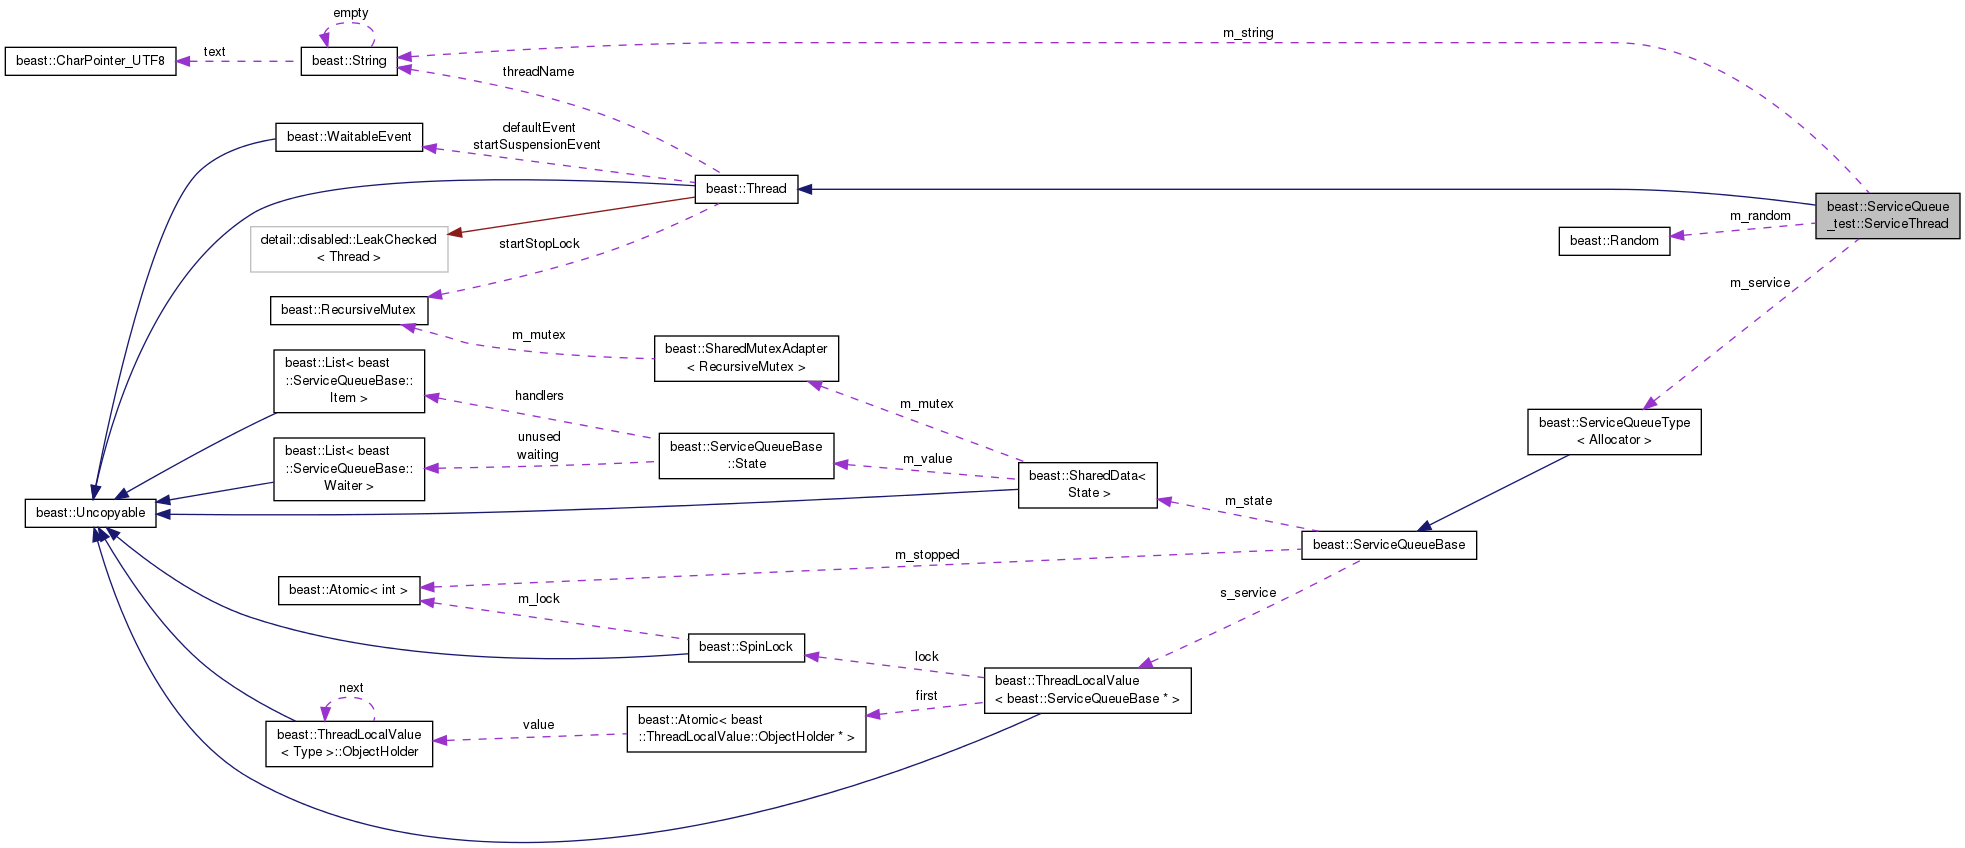 empty
m_string
text
beast::CharPointer_UTF8
beast::String
threadName
defaultEvent
startSuspensionEvent
beast::WaitableEvent
beast::Thread
beast::ServiceQueue
_test::ServiceThread
m_random
beast::Random
detail::disabled::LeakChecked
< Thread >
startStopLock
m_service
beast::RecursiveMutex
m_mutex
beast::SharedMutexAdapter
< RecursiveMutex >
beast::List< beast
::ServiceQueueBase::
Item >
handlers
m_mutex
beast::ServiceQueueType
< Allocator >
unused
waiting
beast::ServiceQueueBase
::State
m_value
beast::List< beast
::ServiceQueueBase::
Waiter >
beast::SharedData<
State >
m_state
beast::Uncopyable
beast::ServiceQueueBase
m_stopped
beast::Atomic< int >
m_lock
s_service
beast::SpinLock
lock
beast::ThreadLocalValue
< beast::ServiceQueueBase * >
next
first
beast::ThreadLocalValue
< Type >::ObjectHolder
value
beast::Atomic< beast
::ThreadLocalValue::ObjectHolder * >